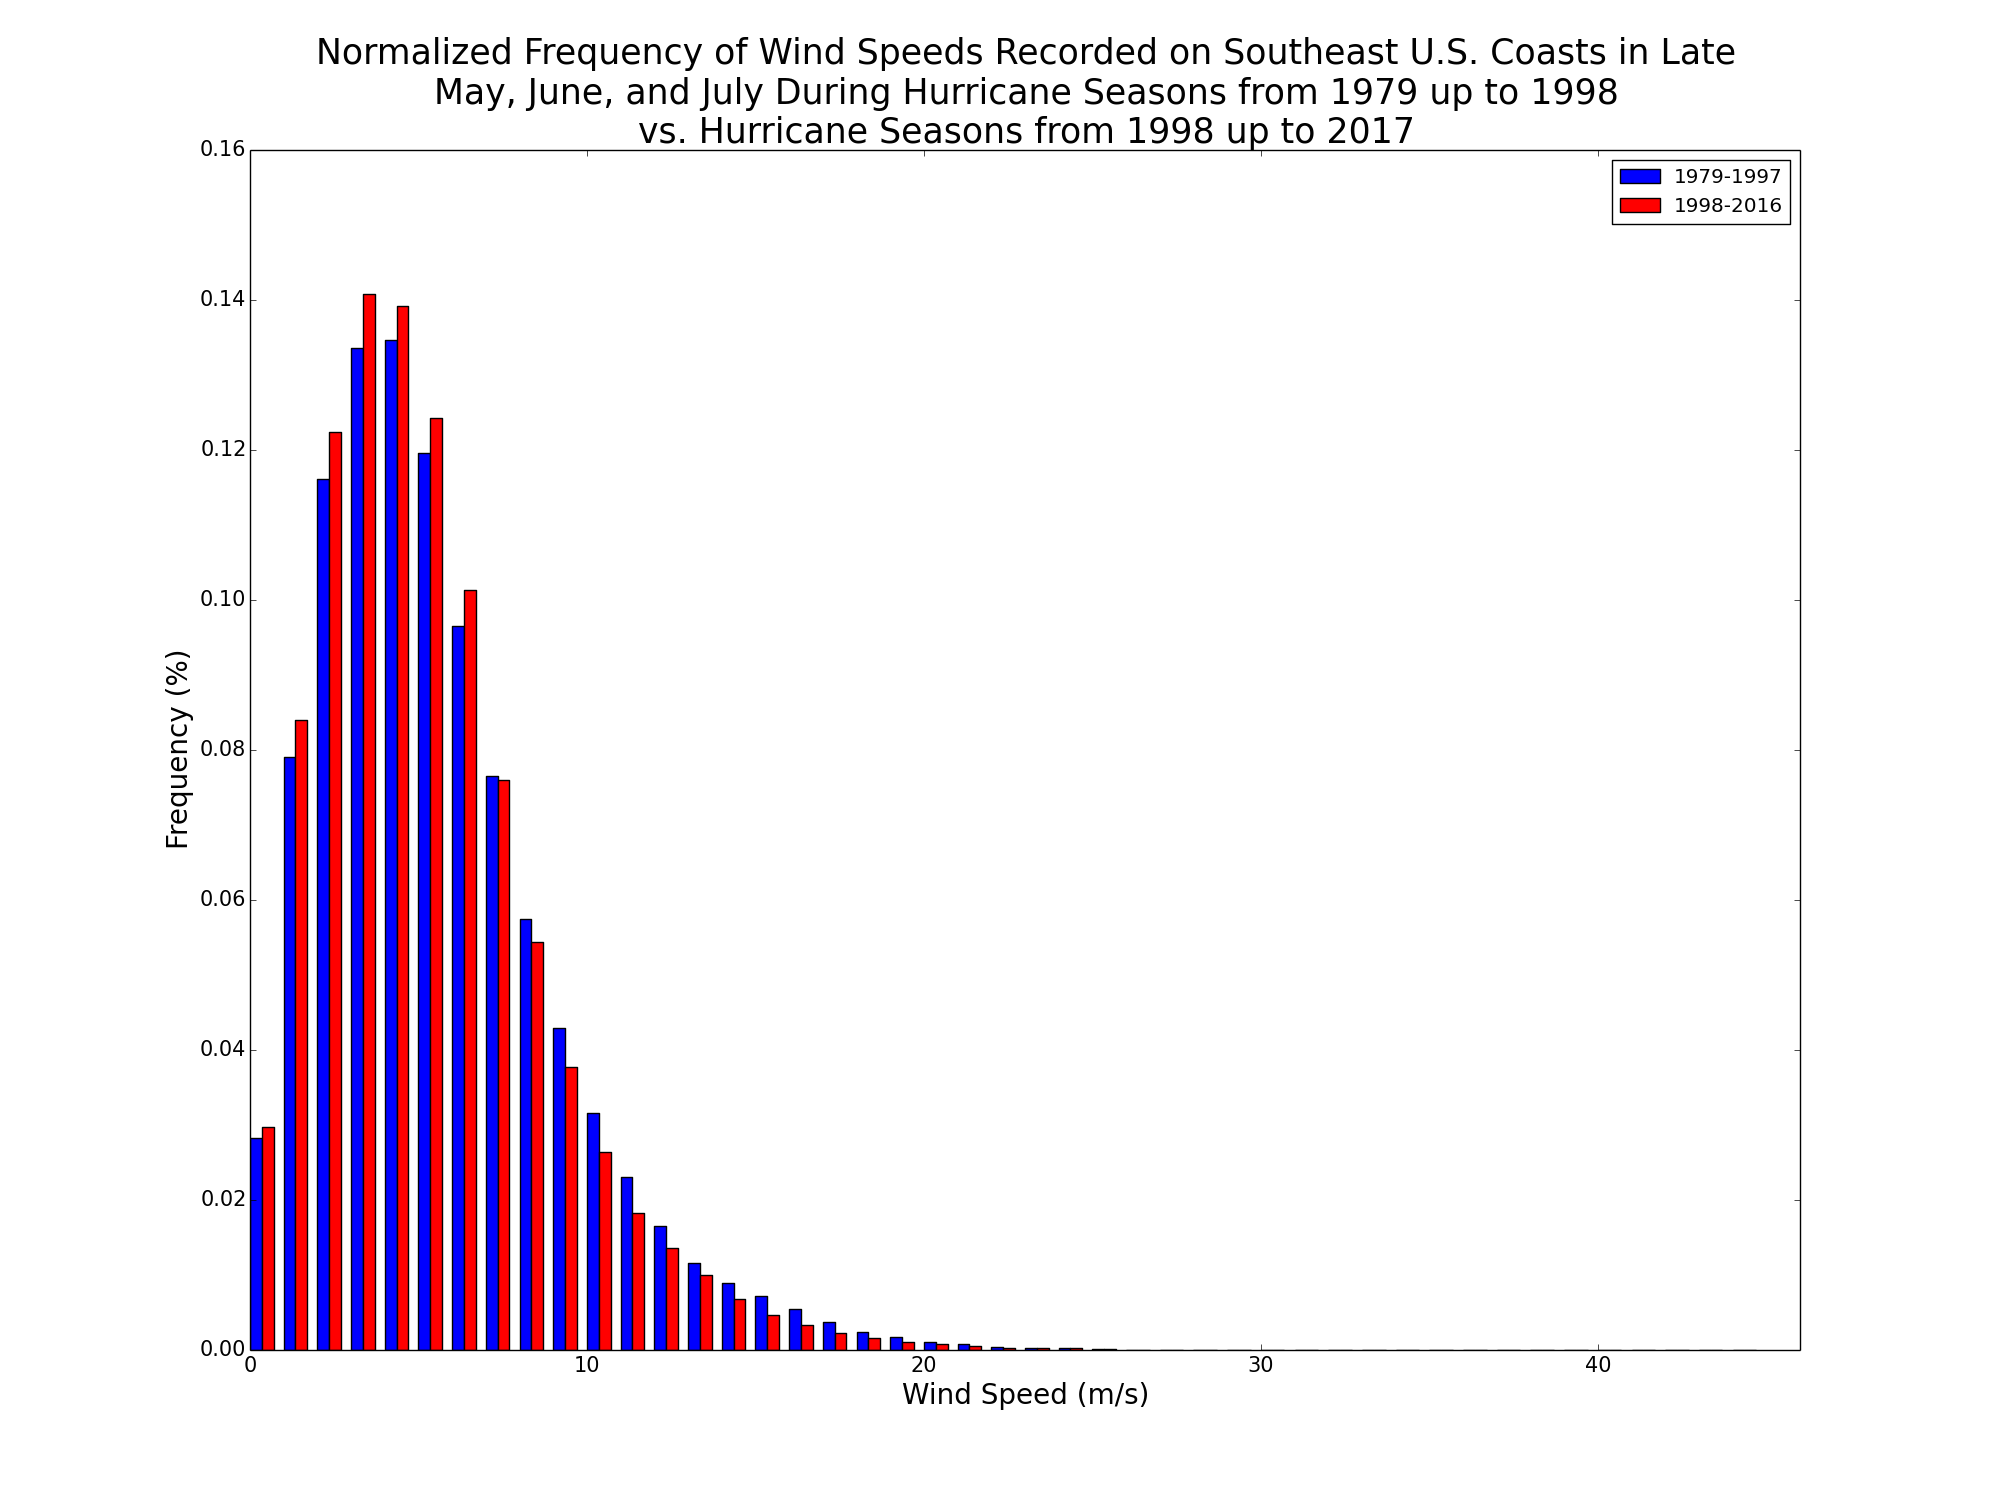 Normalized Frequency of Wind Speeds Recorded on Southeast U.S. Coasts in Late
May, June, and July During Hurricane Seasons from 1979 up to 1998
vs. Hurricane Seasons from 1998 up to 2017
1979-1997
1998-2016
Frequency (%)
0.16
0.14
0.12
0.10
0.08
0.06
0.04
0.02
0.00
0 10 20 30 40
Wind Speed (m/s)